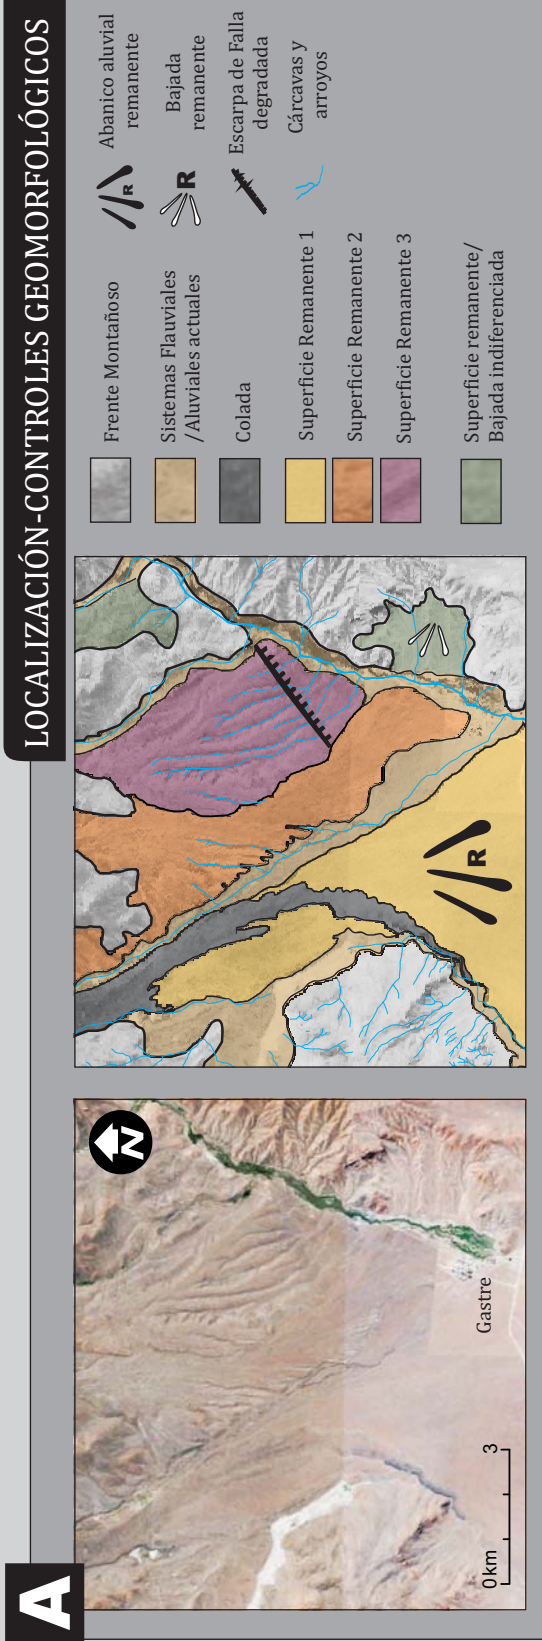 A
LOCALIZACIÓN-CONTROLES GEOMORFOLÓGICOS
N
Gastre
0km
3
R
Frente Montañoso
Sistemas Flauviales
/Aluviales actuales
Colada
Superficie Remanente 1
Superficie Remanente 2
Superficie Remanente 3
Superficie remanente/
Bajada indiferenciada
R
Abanico aluvial
remanente
R
Bajada
remanente
Escarpa de Falla
degradada
Cárcavas y
arroyos